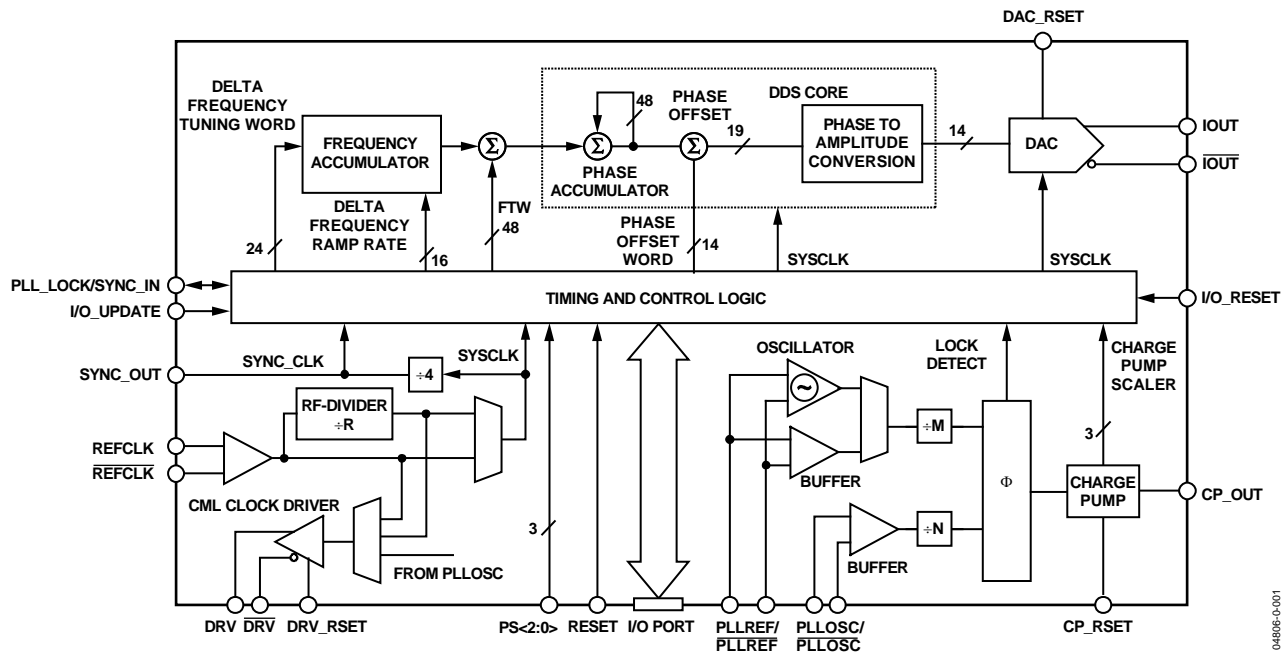 DAC_RSET
DELTA
FREQUENCY
TUNING WORD
FREQUENCY
ACCUMULATOR
Σ
48
Σ
PHASE
OFFSET
Σ
19
DDS CORE
PHASE TO
AMPLITUDE
CONVERSION
14
DAC
IOUT
IOUT
PHASE
ACCUMULATOR
DELTA
FREQUENCY
RAMP RATE
24
16
FTW
48
PHASE
OFFSET
WORD
14
SYSCLK
SYSCLK
PLL_LOCK/SYNC_IN
I/O_UPDATE
TIMING AND CONTROL LOGIC
I/O_RESET
SYNC_OUT
SYNC_CLK
÷4
SYSCLK
OSCILLATOR
~
LOCK
DETECT
CHARGE
PUMP
SCALER
RF-DIVIDER
÷R
REFCLK
REFCLK
÷M
BUFFER
Φ
3
CHARGE
PUMP
CP_OUT
CML CLOCK DRIVER
FROM PLLOSC
3
BUFFER
÷N
DRV
DRV
DRV_RSET
PS<2:0>
RESET
I/O PORT
PLLREF/
PLLREF
PLLOSC/
PLLOSC
CP_RSET
04806-0-001